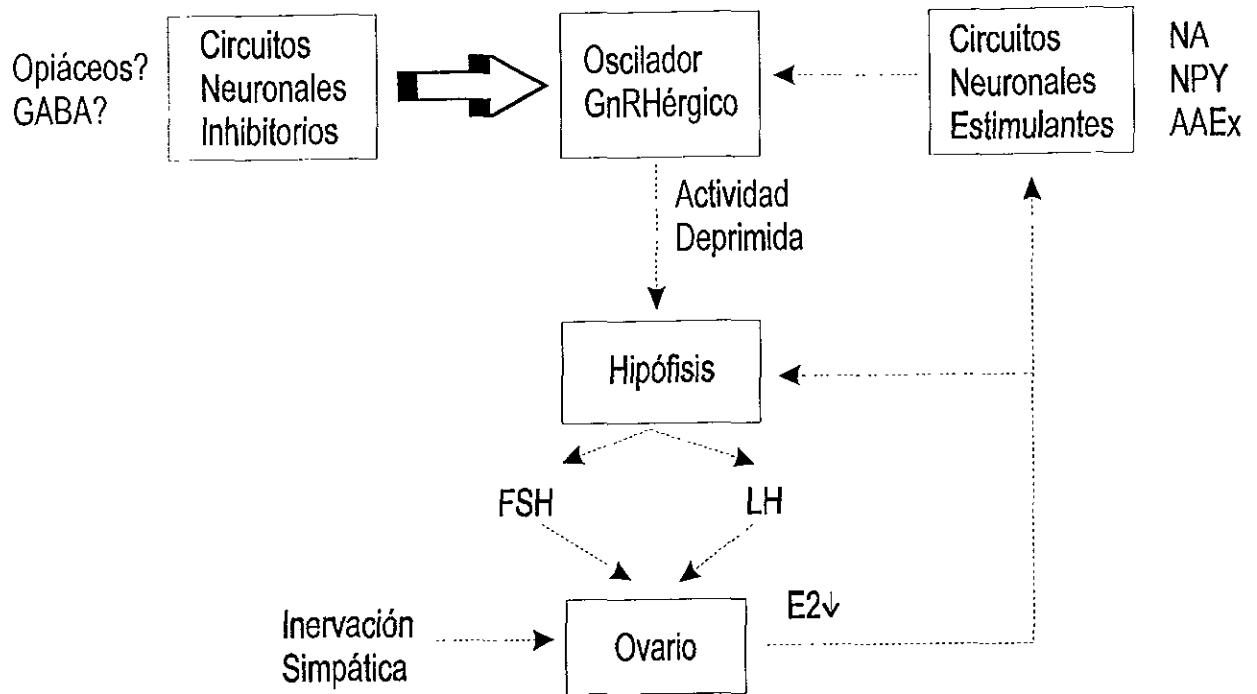 Opiáceos?
GABA?
Circuitos
Neuronales
Inhibitorios
Oscilador
GnRHérgico
Circuitos
Neuronales
Estimulantes
NA
NPY
AAEx
Actividad
Deprimida
Hipófisis
FSH
LH
Inervación
Simpática
Ovario
E2↓